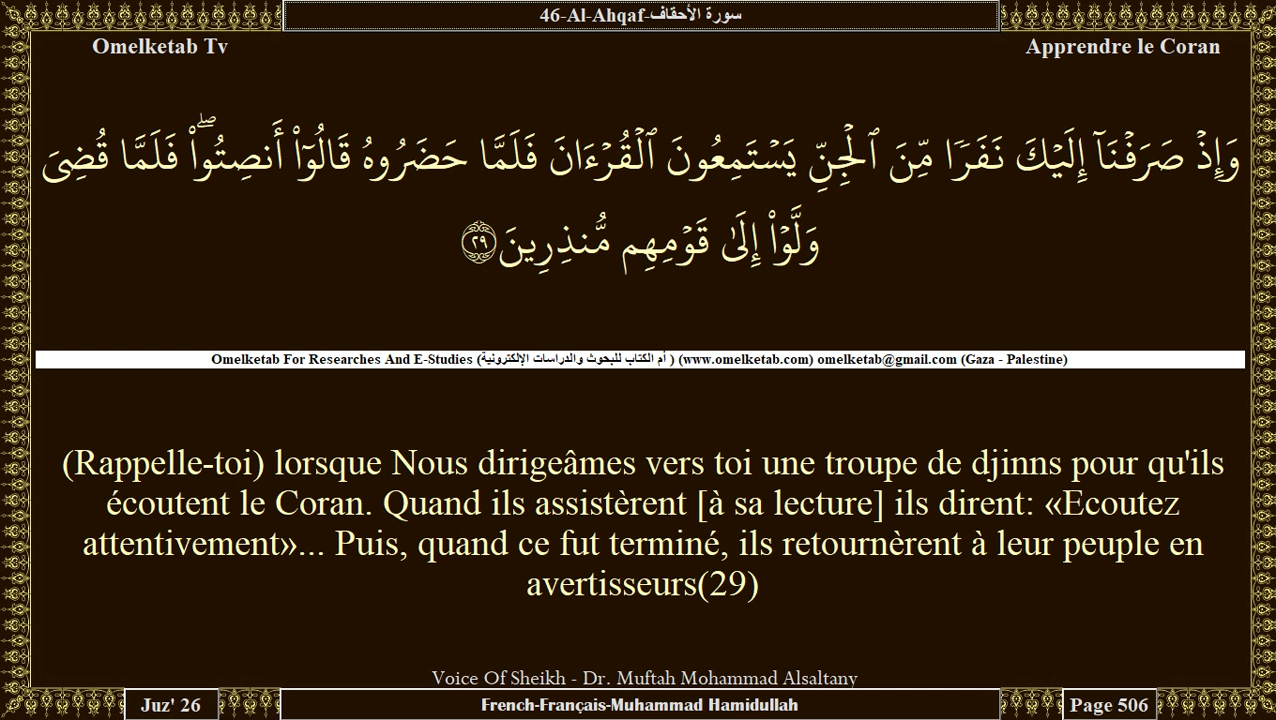 46-Al-Ahqaf-سورة الأحقاف
Omelketab Tv
Apprendre le Coran
وَإِذْ صَرَفْنَآ إِلَيْكَ نَفَرًا مِّنَ ٱلْجِنِّ يَسْتَمِعُونَ ٱلْقُرْءَانَ فَلَمَّا حَضَرُوهُ قَالُوٓا۟ أَنصِتُوا۟ ۖ فَلَمَّا قُضِىَ
وَلَّوْا۟ إِلَىٰ قَوْمِهِم مُّنذِرِينَ ٢٩
Omelketab For Researches And E-Studies (أم الكتاب للبحوث والدراسات الإلكترونية ) (www.omelketab.com) omelketab@gmail.com (Gaza - Palestine)
(Rappelle-toi) lorsque Nous dirigeâmes vers toi une troupe de djinns pour qu'ils
écoutent le Coran. Quand ils assistèrent [à sa lecture] ils dirent: «Ecoutez
attentivement»... Puis, quand ce fut terminé, ils retournèrent à leur peuple en
avertisseurs(29)
Voice Of Sheikh - Dr. Muftah Mohammad Alsaltany
Juz' 26
French-Français-Muhammad Hamidullah
Page 506